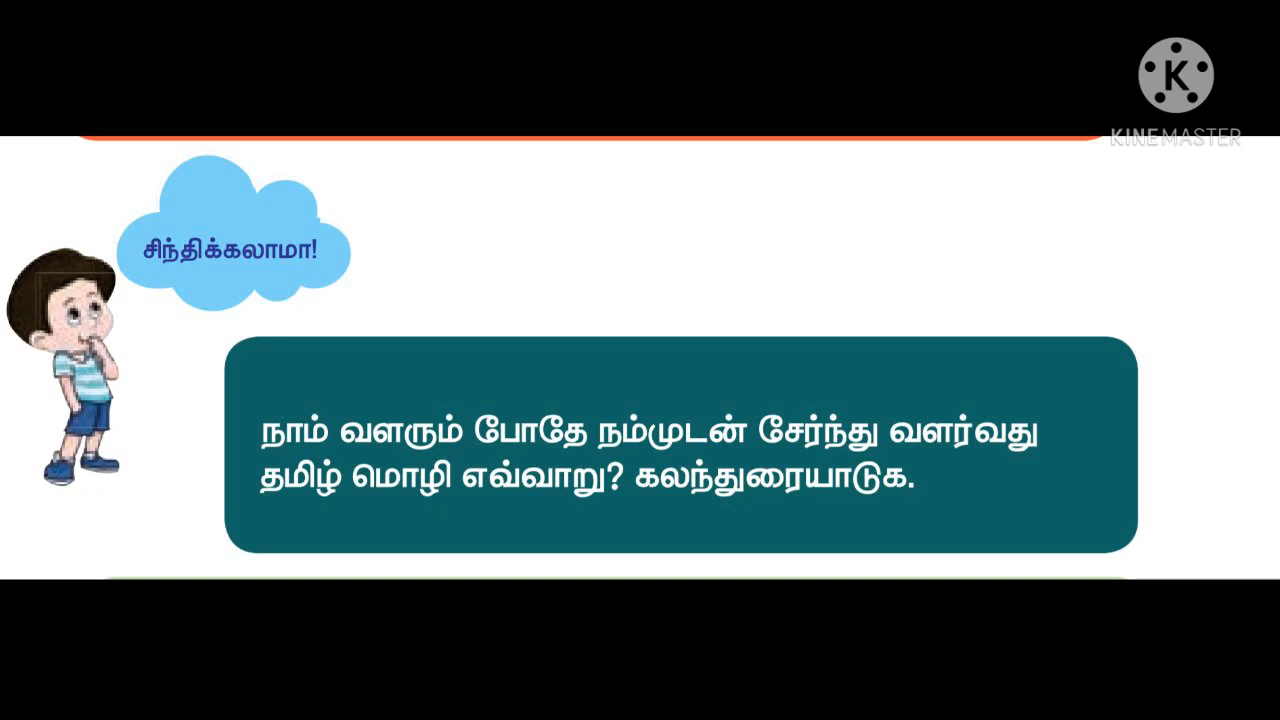 K
KINEMASTER
சிந்திக்கலாமா!
நாம் வளரும் போதே நம்முடன் சேர்ந்து வளர்வது
தமிழ் மொழி எவ்வாறு? கலந்துரையாடுக.